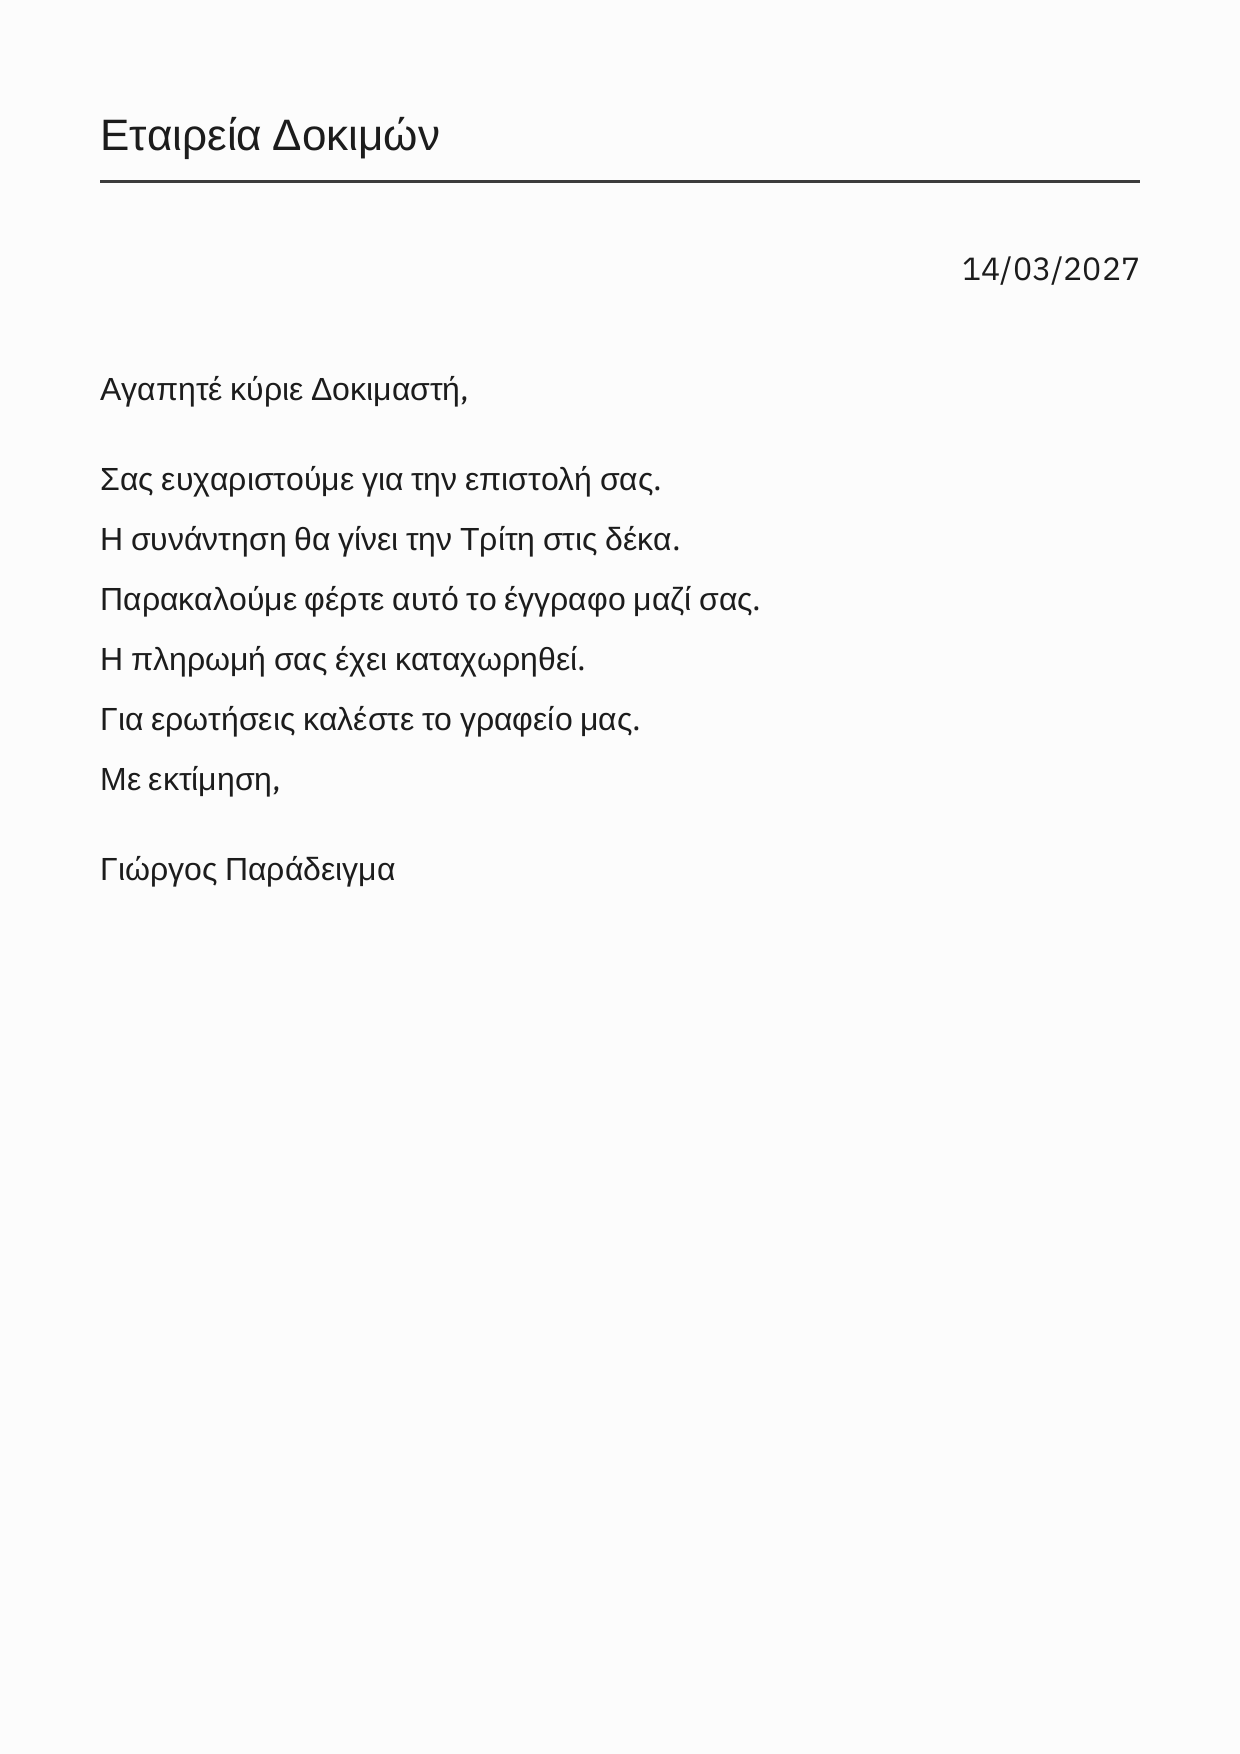 Εταιρεία Δοκιμών
14/03/2027
Αγαπητέ κύριε Δοκιμαστή,
Σας ευχαριστούμε για την επιστολή σας.
Η συνάντηση θα γίνει την Τρίτη στις δέκα.
Παρακαλούμε φέρτε αυτό το έγγραφο μαζί σας.
Η πληρωμή σας έχει καταχωρηθεί.
Για ερωτήσεις καλέστε το γραφείο μας.
Με εκτίμηση,
Γιώργος Παράδειγμα